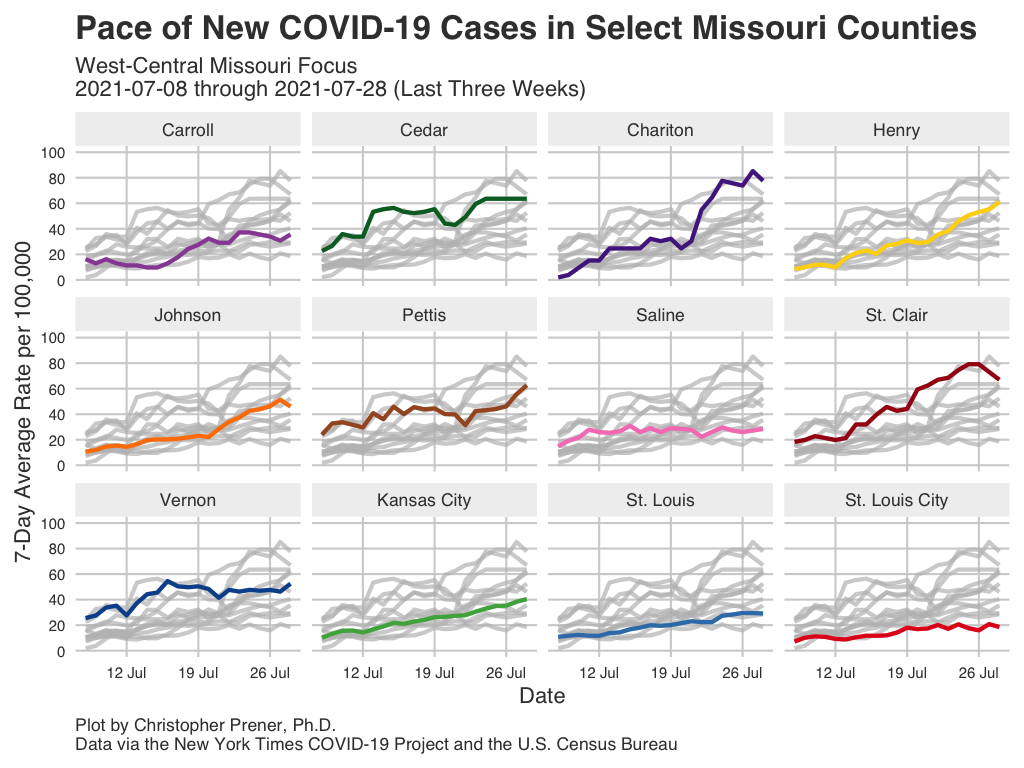 Pace of New COVID-19 Cases in Select Missouri Counties
West-Central Missouri Focus
2021-07-08 through 2021-07-28 (Last Three Weeks)
7-Day Average Rate per 100,000
Carroll Cedar Chariton Henry
100
80
60
40
20
0
Johnson Pettis Saline St. Clair
100
80
60
40
20
0
Vernon Kansas City St. Louis St. Louis City
100
80
60
40
20
0
12 Jul 19 Jul 26 Jul 12 Jul 19 Jul 26 Jul 12 Jul 19 Jul 26 Jul 12 Jul 19 Jul 26 Jul
Date
Plot by Christopher Prener, Ph.D.
Data via the New York Times COVID-19 Project and the U.S. Census Bureau